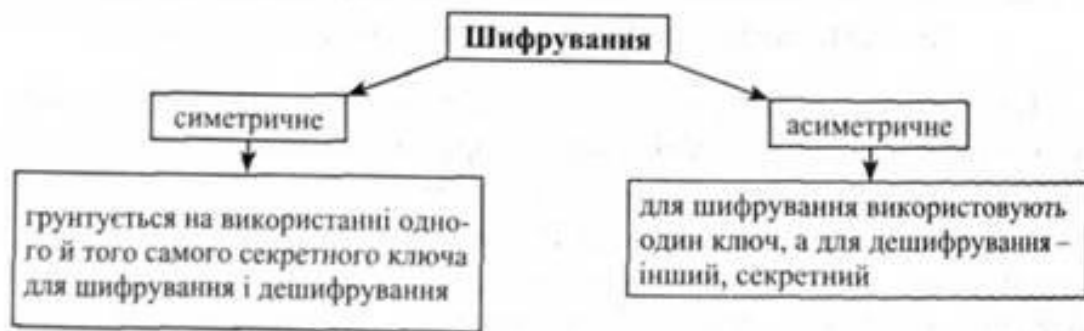 Шифрування
симетричне
асиметричне
грунтується на використанні одно-
го й того самого секретного ключа
для шифрування і дешифрування
для шифрування використовують
один ключ, а для дешифрування –
інший, секретний